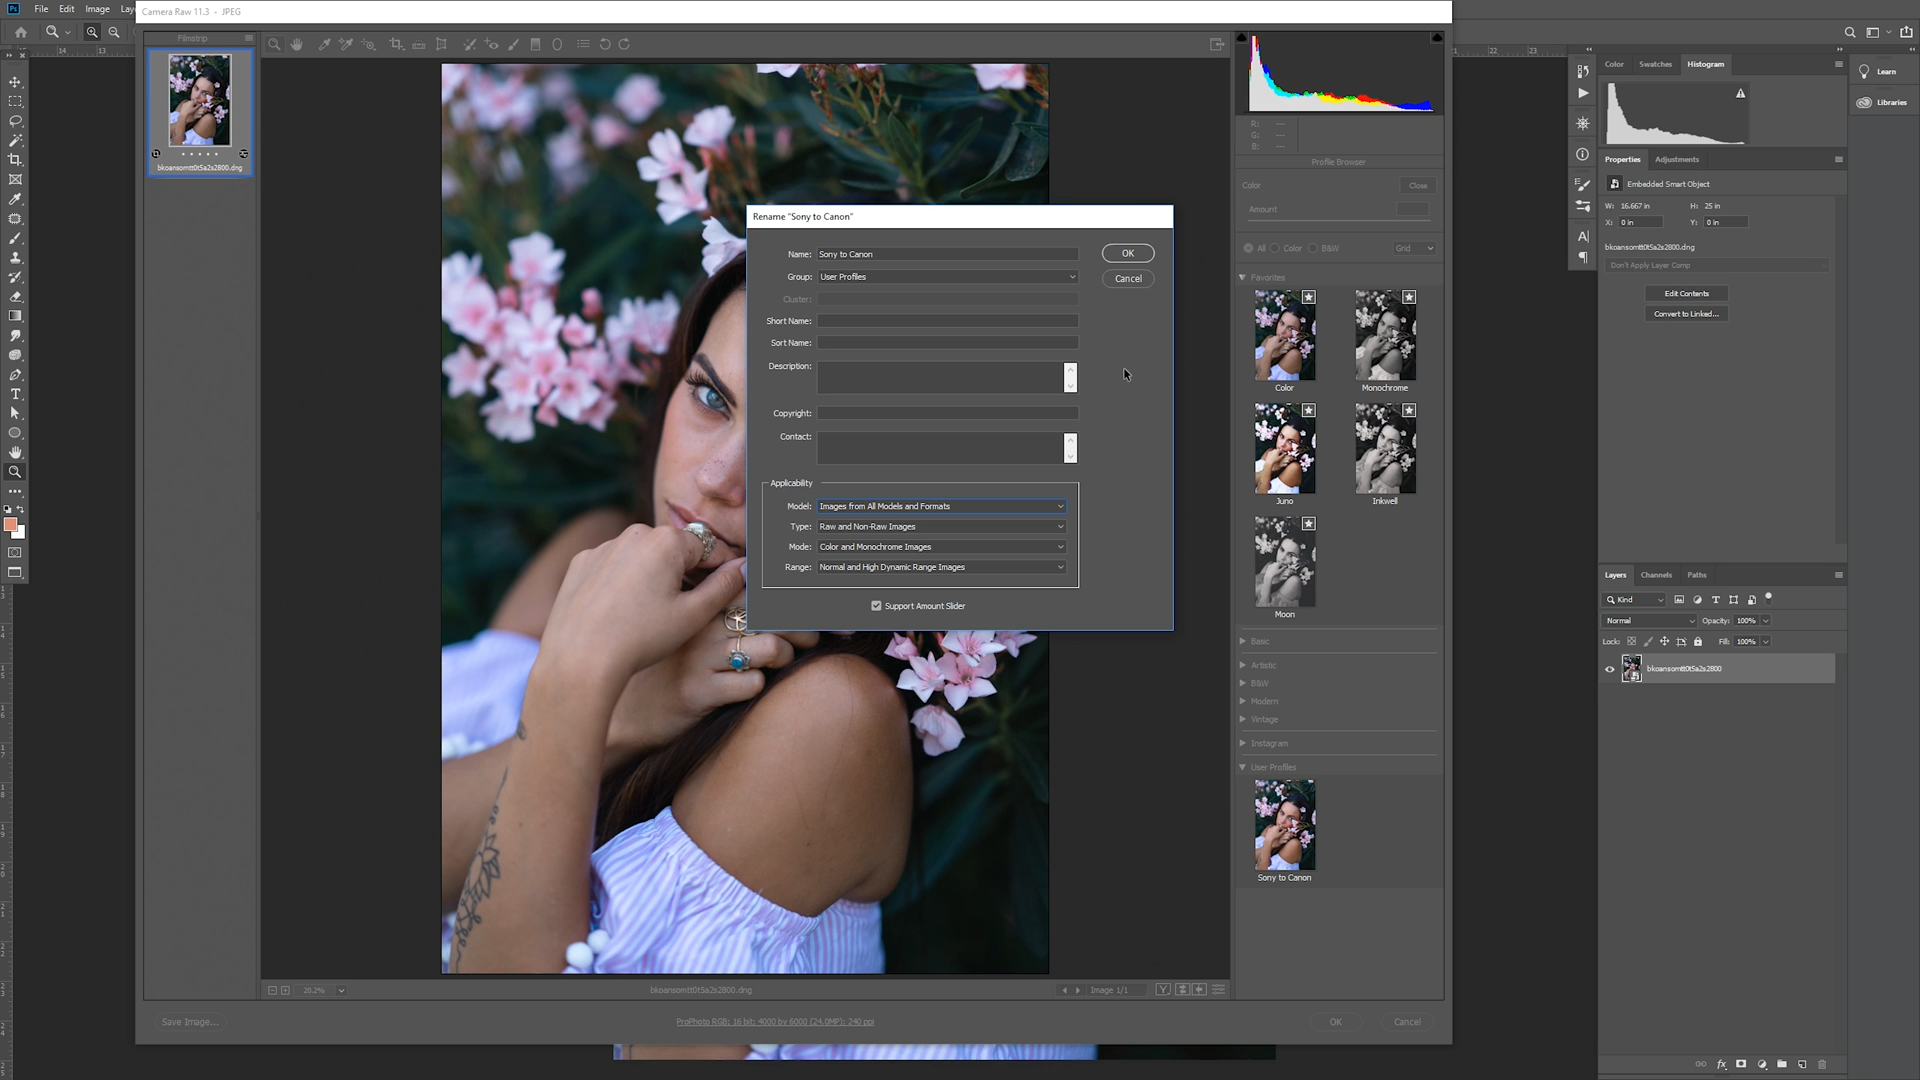 Ps File Edit Image Lay
Camera Raw 11.3 - JPEG
14 13
22 23
Filmstrip
bkoansomtt0t5a2s2800.dng
R: ---
G: ---
B: ---
Profile Browser
Color Close
Amount
All Color B&W Grid
Favorites
Color Monochrome
Juno Inkwell
Moon
Basic
Artistic
B&W
Modern
Vintage
Instagram
User Profiles
Sony to Canon
Rename "Sony to Canon"
Name: Sony to Canon OK
Group: User Profiles Cancel
Cluster:
Short Name:
Sort Name:
Description:
Copyright:
Contact:
Applicability
Model: Images from All Models and Formats
Type: Raw and Non-Raw Images
Mode: Color and Monochrome Images
Range: Normal and High Dynamic Range Images
Support Amount Slider
20.2% bkoansomtt0t5a2s2800.dng Image 1/1
Save Image... ProPhoto RGB; 16 bit; 4000 by 6000 (24.0MP); 240 ppi OK Cancel
Color Swatches Histogram
Learn
Libraries
Properties Adjustments
Embedded Smart Object
W: 16.667 in H: 25 in
X: 0 in Y: 0 in
bkoansomtt0t5a2s2800.dng
Don't Apply Layer Comp
Edit Contents
Convert to Linked...
Layers Channels Paths
Kind
Normal Opacity: 100%
Lock: Fill: 100%
bkoansomtt0t5a2s2800